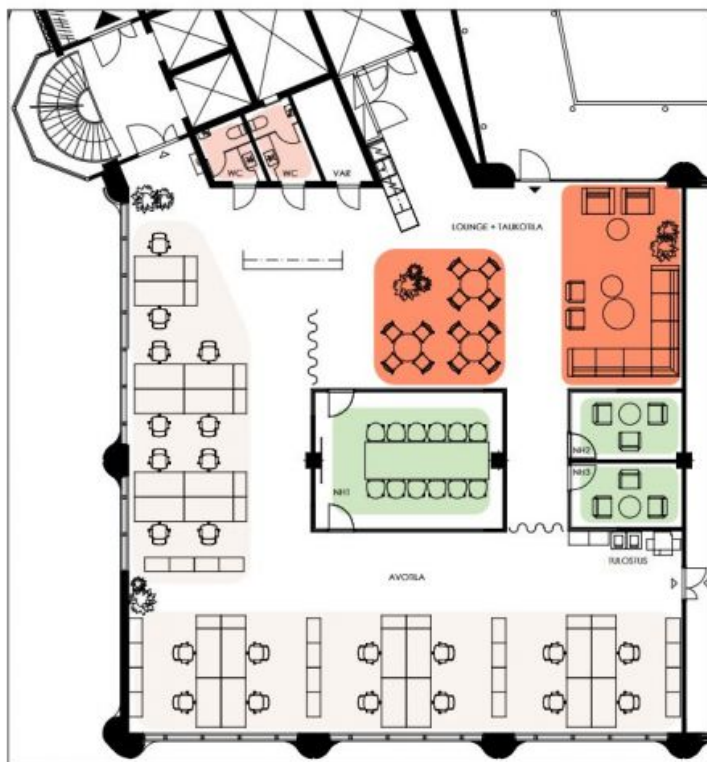 WC
WC
VAR
LOUNGE + TAUKOTILA
NH1
NH2
NH3
TULOSTUS
AVOTILA